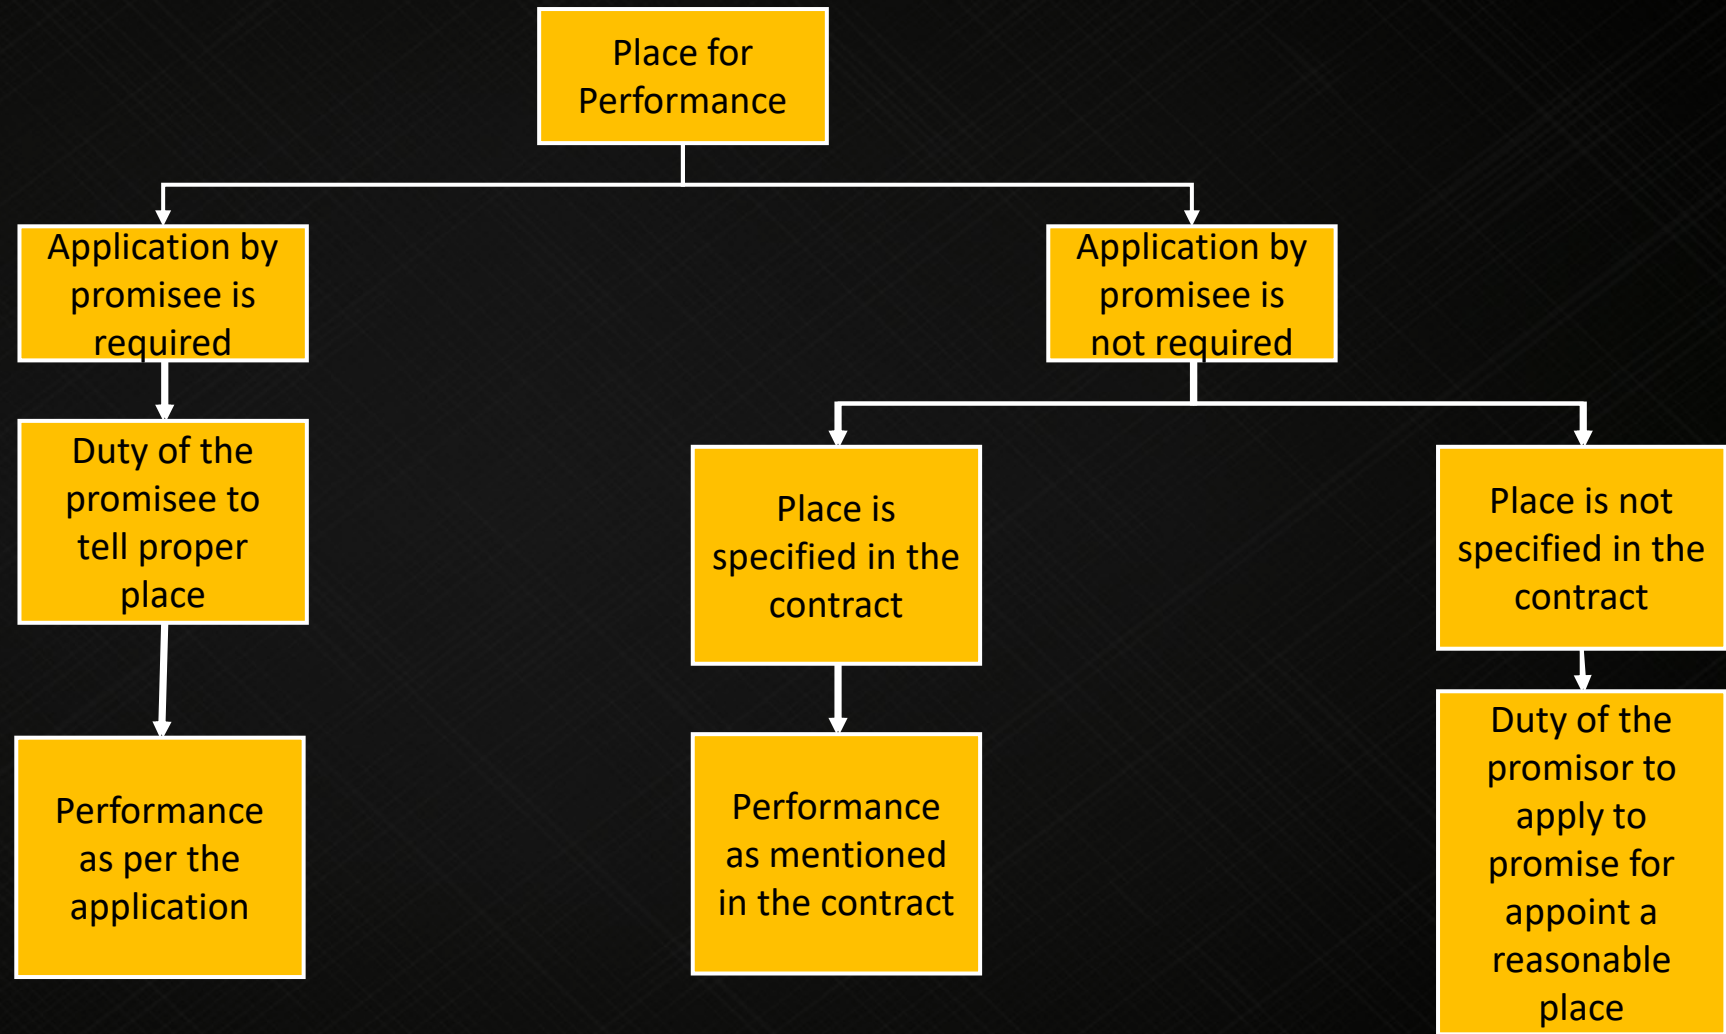 Place for
Performance
Application by
promisee is
required
Application by
promisee is
not required
Duty of the
promisee to
tell proper
place
Place is
specified in the
contract
Place is not
specified in the
contract
Performance
as per the
application
Performance
as mentioned
in the contract
Duty of the
promisor to
apply to
promise for
appoint a
reasonable
place